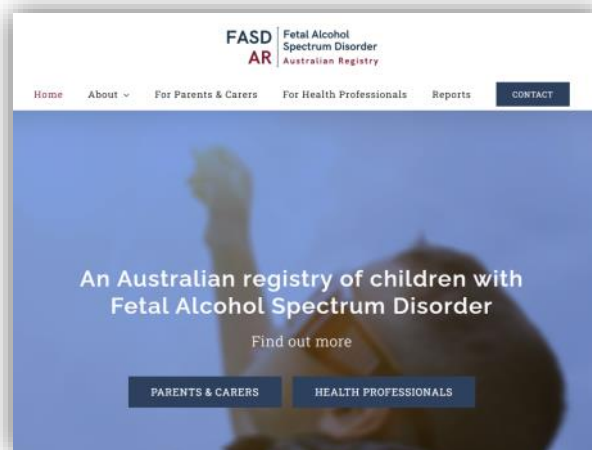 FASD Fetal Alcohol
Spectrum Disorder
AR Australian Registry
Home About For Parents & Carers For Health Professionals Reports CONTACT
An Australian registry of children with
Fetal Alcohol Spectrum Disorder
Find out more
PARENTS & CARERS HEALTH PROFESSIONALS